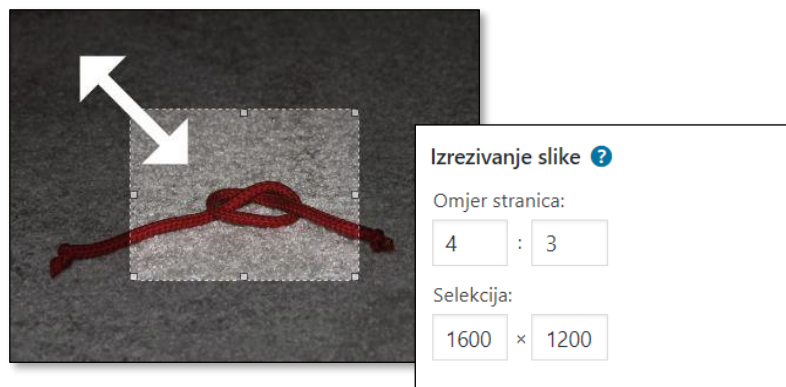 Izrezivanje slike ?
Omjer stranica:
4 : 3
Selekcija:
1600 × 1200